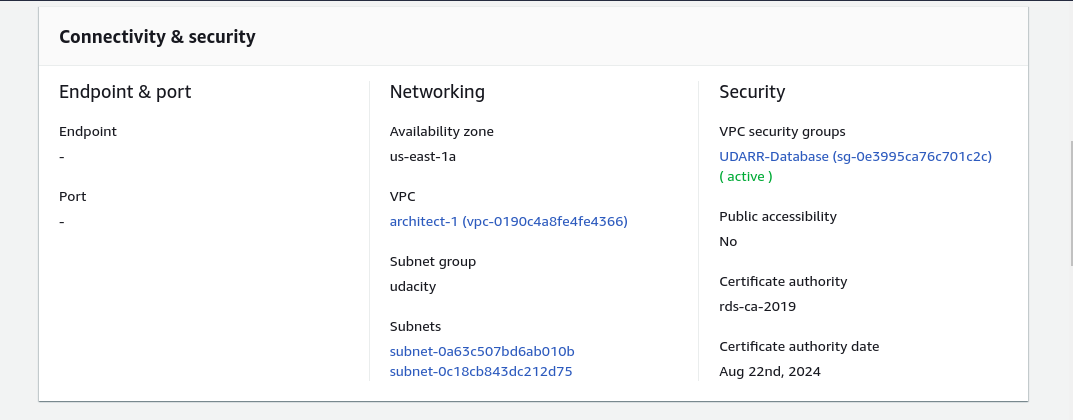 Connectivity & security
Endpoint & port
Endpoint
-
Port
-
Networking
Availability zone
us-east-1a
VPC
architect-1 (vpc-0190c4a8fe4fe4366)
Subnet group
udacity
Subnets
subnet-0a63c507bd6ab010b
subnet-0c18cb843dc212d75
Security
VPC security groups
UDARR-Database (sg-0e3995ca76c701c2c)
( active )
Public accessibility
No
Certificate authority
rds-ca-2019
Certificate authority date
Aug 22nd, 2024